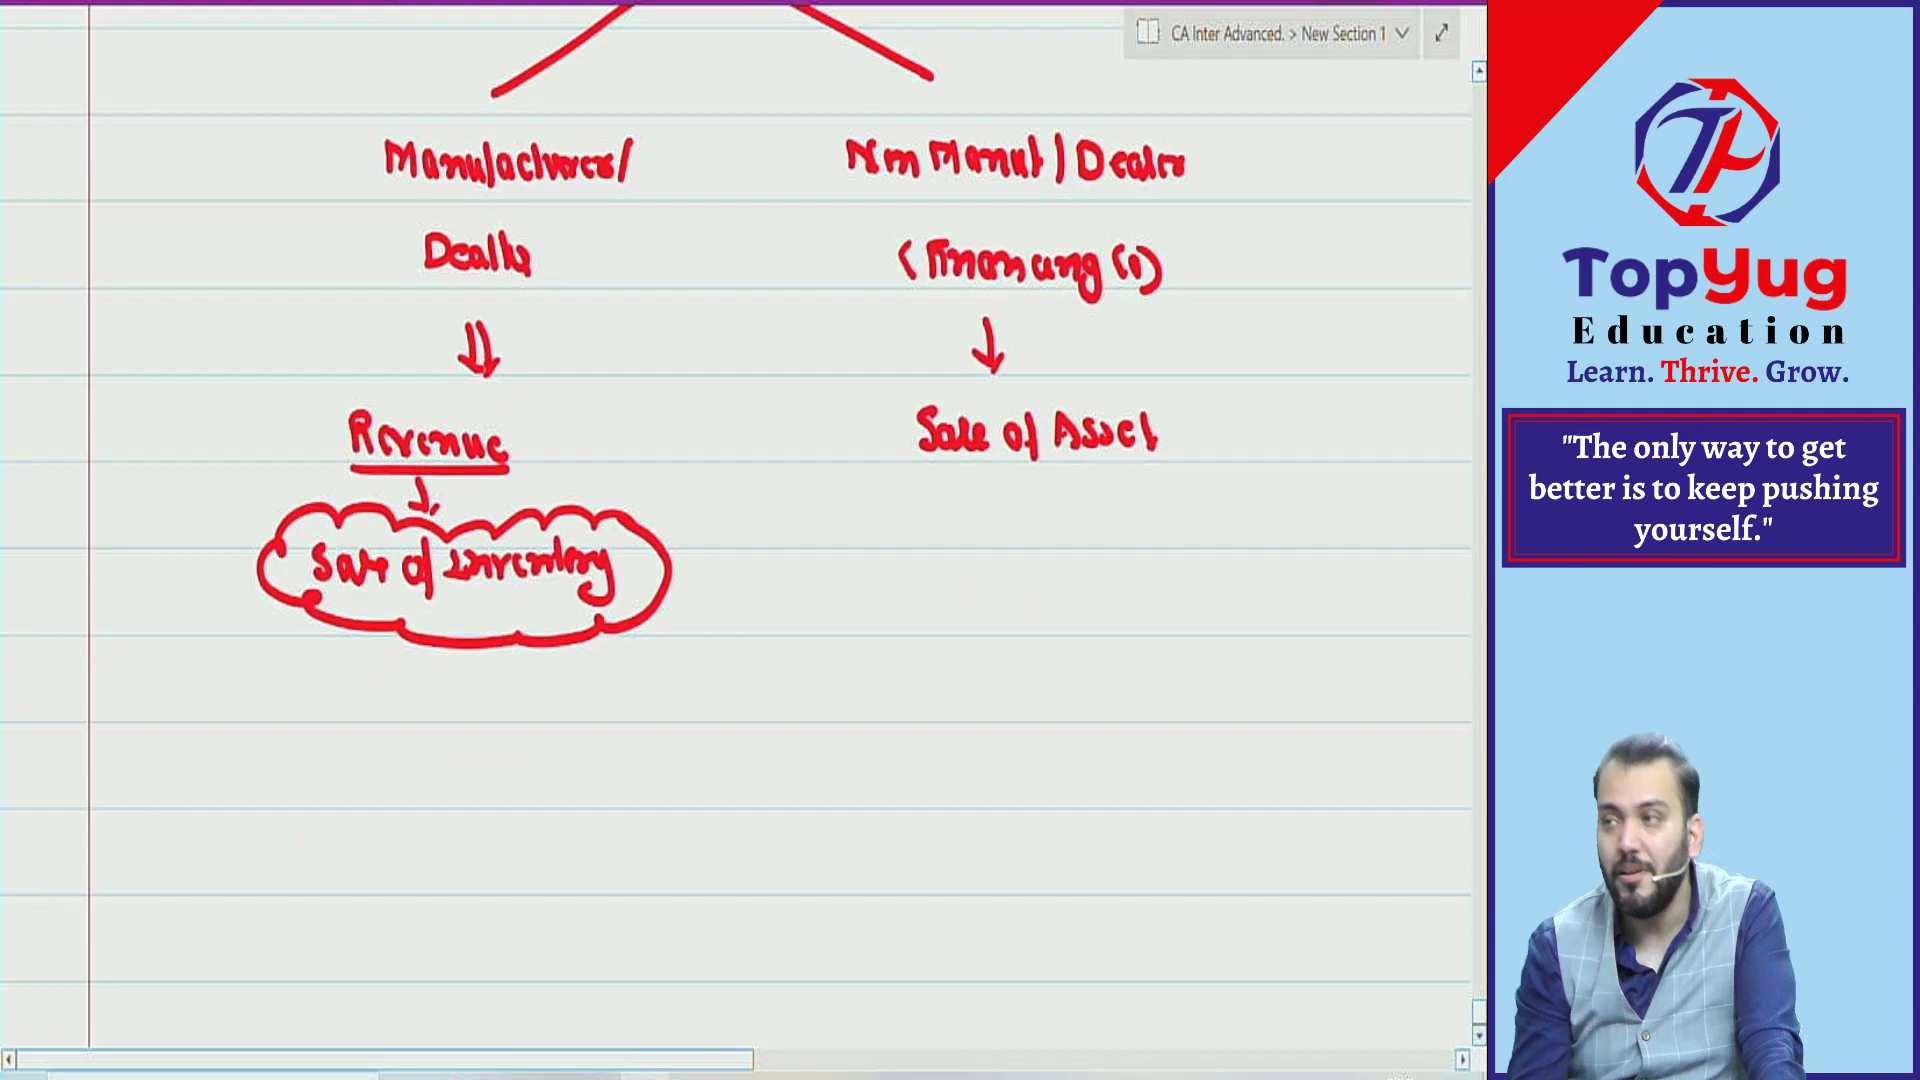 CA Inter Advanced. > New Section 1
Manufacturer/
Dealer
Revenue
Sale of Inventory
Non Manuf / Dealer
(Financing Co)
Sale of Asset
TopYug
Education
Learn. Thrive. Grow.
"The only way to get
better is to keep pushing
yourself."